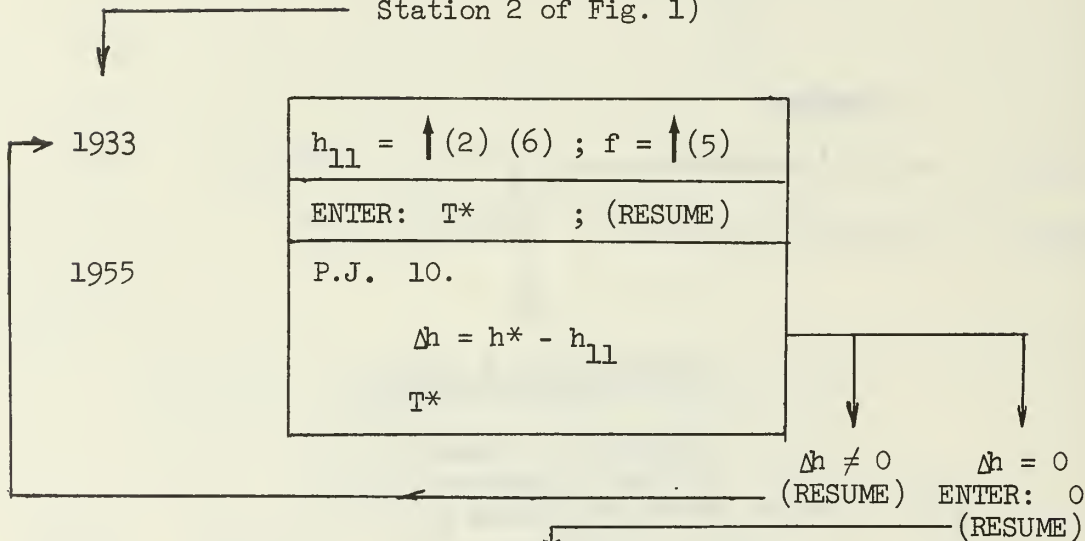 Station 2 of Fig. 1)
1933
h₁₁ = ↑(2) (6) ; f = ↑(5)
ENTER: T* ; (RESUME)
1955
P.J. 10.
Δh = h* - h₁₁
T*
Δh ≠ 0 Δh = 0
(RESUME) ENTER: 0
(RESUME)